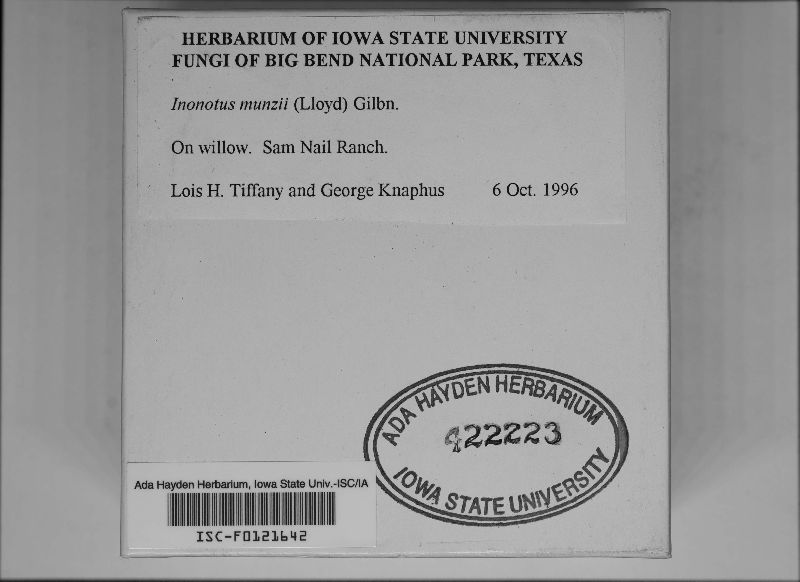 HERBARIUM OF IOWA STATE UNIVERSITY
FUNGI OF BIG BEND NATIONAL PARK, TEXAS
Inonotus munzii (Lloyd) Gilbn.
On willow. Sam Nail Ranch.
Lois H. Tiffany and George Knaphus 6 Oct. 1996
ADA HAYDEN HERBARIUM
422223
IOWA STATE UNIVERSITY
Ada Hayden Herbarium, Iowa State Univ.-ISC/IA
ISC-F0121642